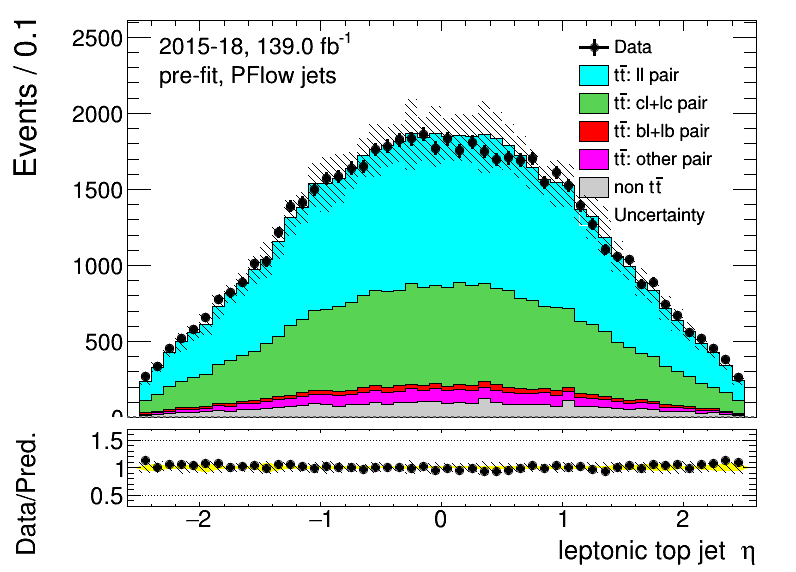 Events / 0.1
2500
2000
1500
1000
500
0
2015-18, 139.0 fb⁻¹
pre-fit, PFlow jets
Data
tt̄: ll pair
tt̄: cl+lc pair
tt̄: bl+lb pair
tt̄: other pair
non tt̄
Uncertainty
Data/Pred.
1.5
1
0.5
−2 −1 0 1 2
leptonic top jet η